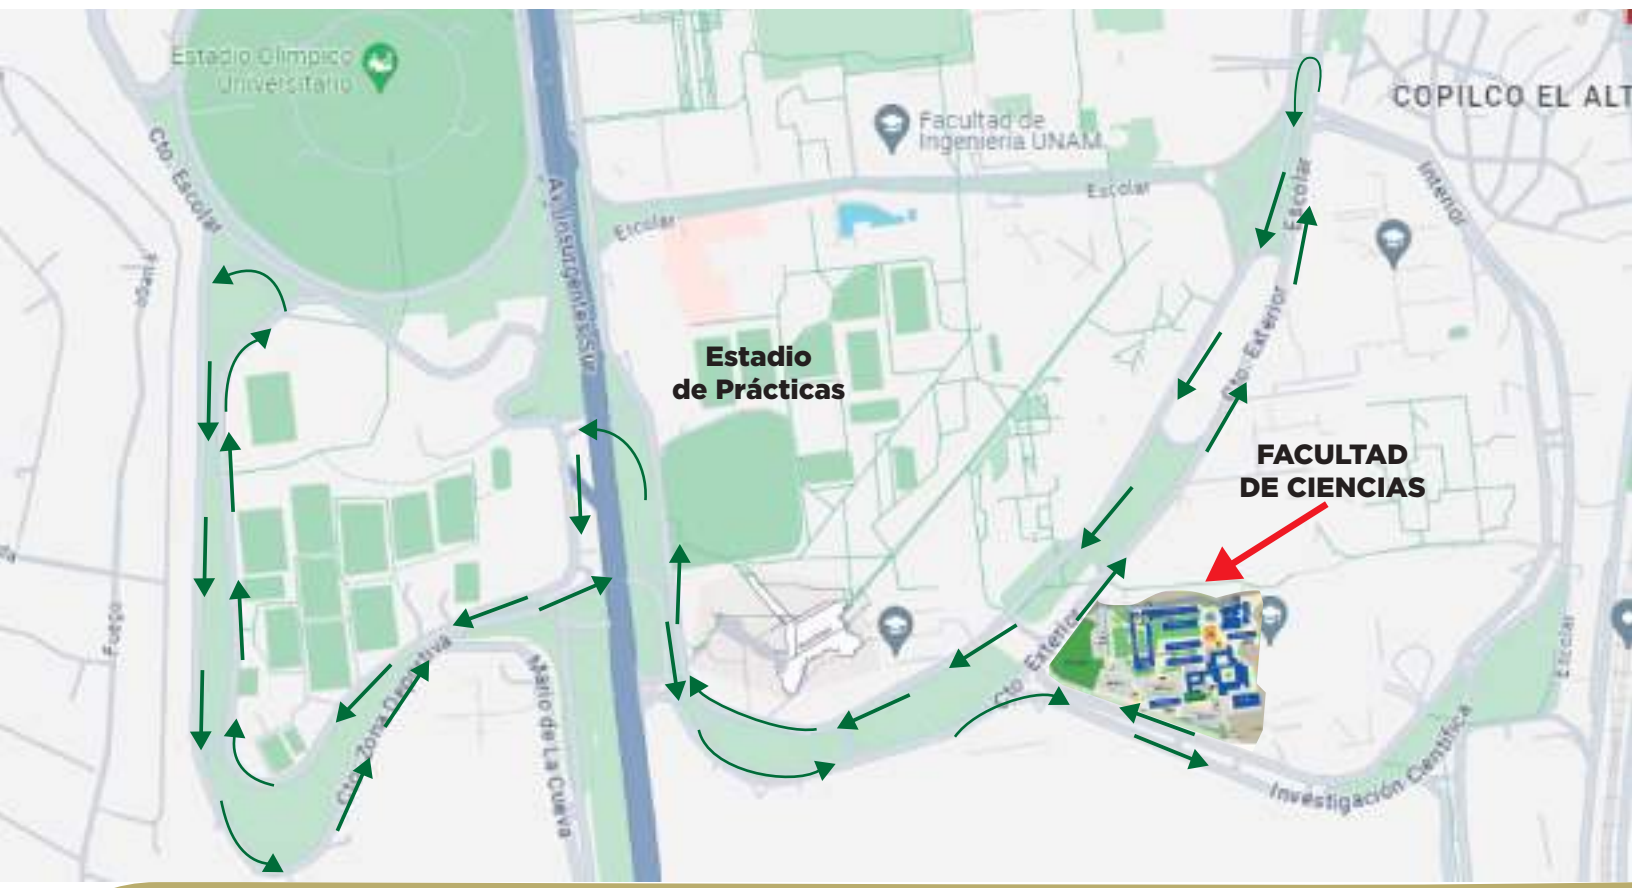 Estadio Olímpico
Universitario
COPILCO EL ALT
Facultad de
Ingeniería UNAM
Cto. Escolar
Av. Insurgentes Sur
Escolar
Escolar
Escolar
Interior
Fuego
Estadio
de Prácticas
Cto. Exterior
FACULTAD
DE CIENCIAS
Fuego
Escolar
Cto. Exterior
Cto. Zona Deportiva
Mario de La Cueva
Investigación Científica